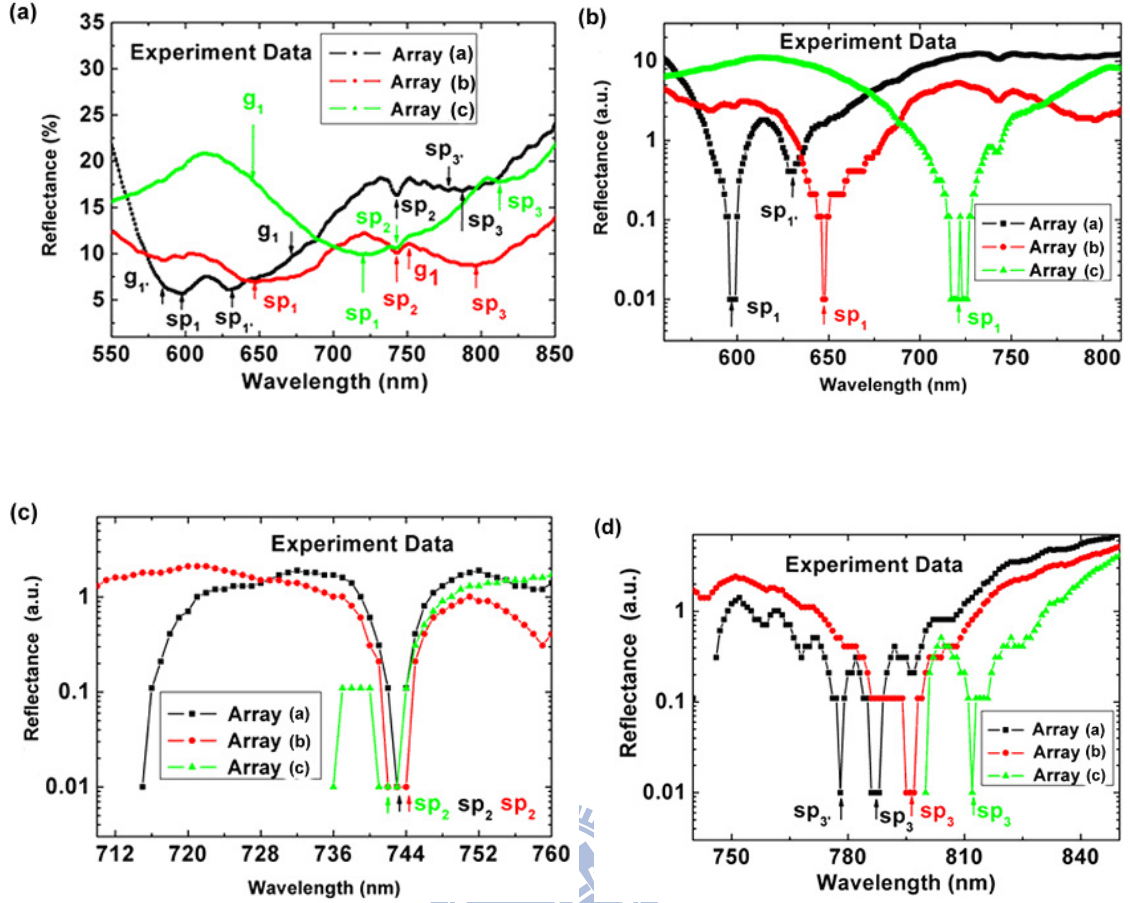 (a)
Experiment Data
Array (a)
Array (b)
Array (c)
g1
sp3'
sp2
sp2
sp3
sp3
g1
g1'
sp1
sp1'
sp1
sp1
sp2
g1
sp3
Reflectance (%)
35
30
25
20
15
10
5
550 600 650 700 750 800 850
Wavelength (nm)
(b)
Experiment Data
Array (a)
Array (b)
Array (c)
sp1'
sp1
sp1
sp1
Reflectance (a.u.)
10
1
0.1
0.01
600 650 700 750 800
Wavelength (nm)
(c)
Experiment Data
Array (a)
Array (b)
Array (c)
sp2 sp2 sp2
Reflectance (a.u.)
1
0.1
0.01
712 720 728 736 744 752 760
Wavelength (nm)
(d)
Experiment Data
Array (a)
Array (b)
Array (c)
sp3' sp3 sp3 sp3
Reflectance (a.u.)
1
0.1
0.01
750 780 810 840
Wavelength (nm)